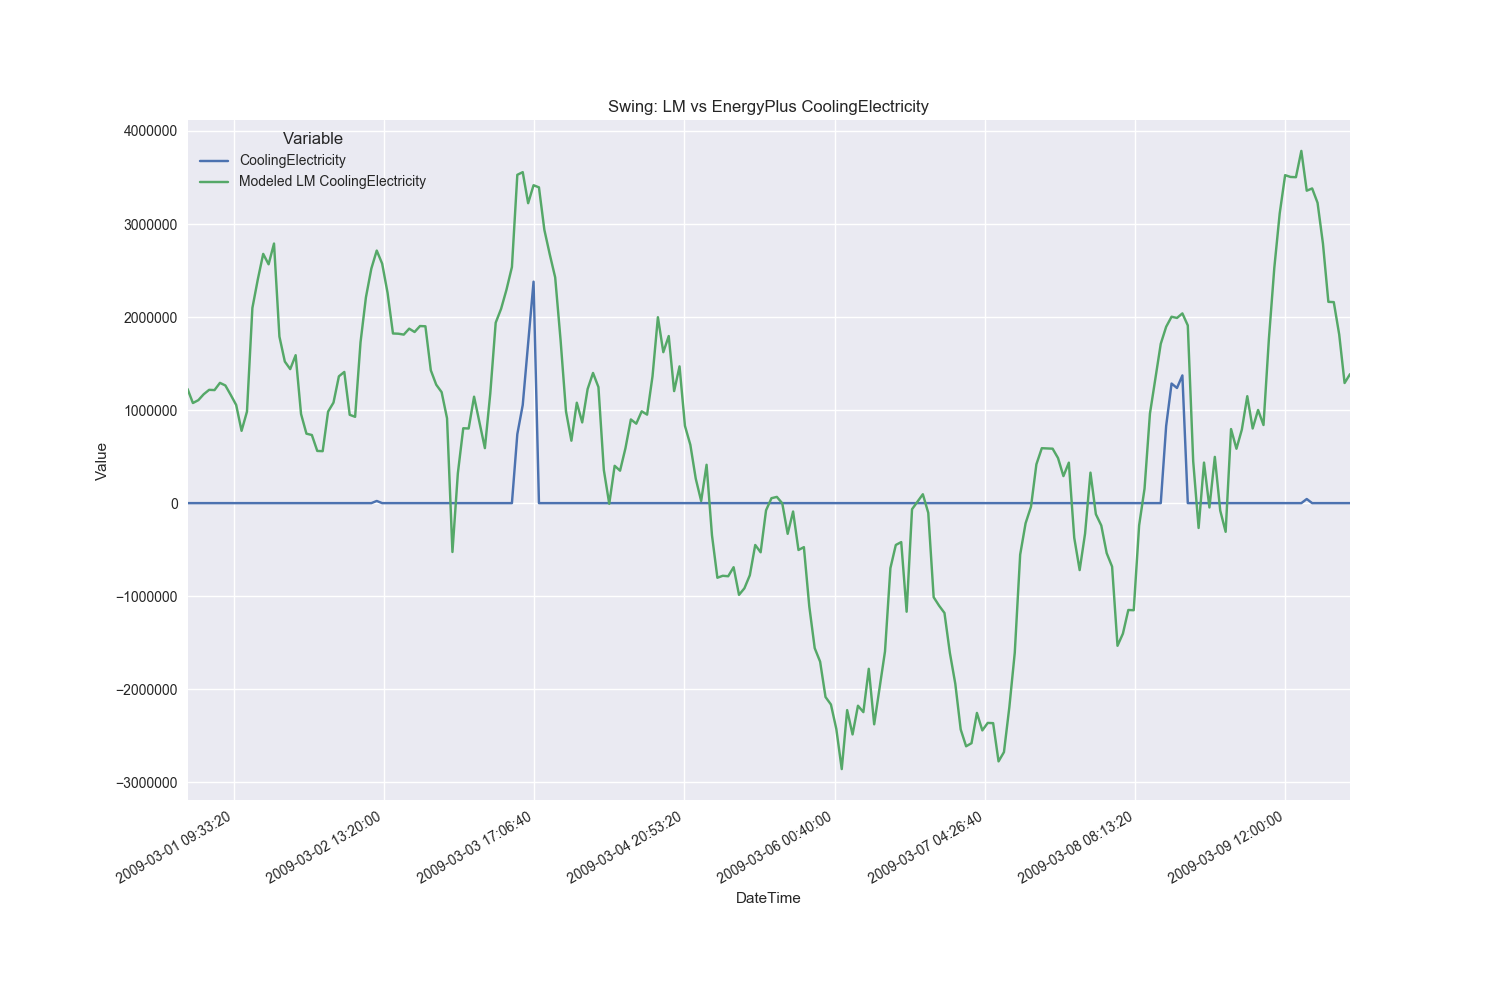 Swing: LM vs EnergyPlus CoolingElectricity
Variable
CoolingElectricity
Modeled LM CoolingElectricity
4000000
3000000
2000000
1000000
0
−1000000
−2000000
−3000000
Value
2009-03-01 09:33:20
2009-03-02 13:20:00
2009-03-03 17:06:40
2009-03-04 20:53:20
2009-03-06 00:40:00
2009-03-07 04:26:40
2009-03-08 08:13:20
2009-03-09 12:00:00
DateTime